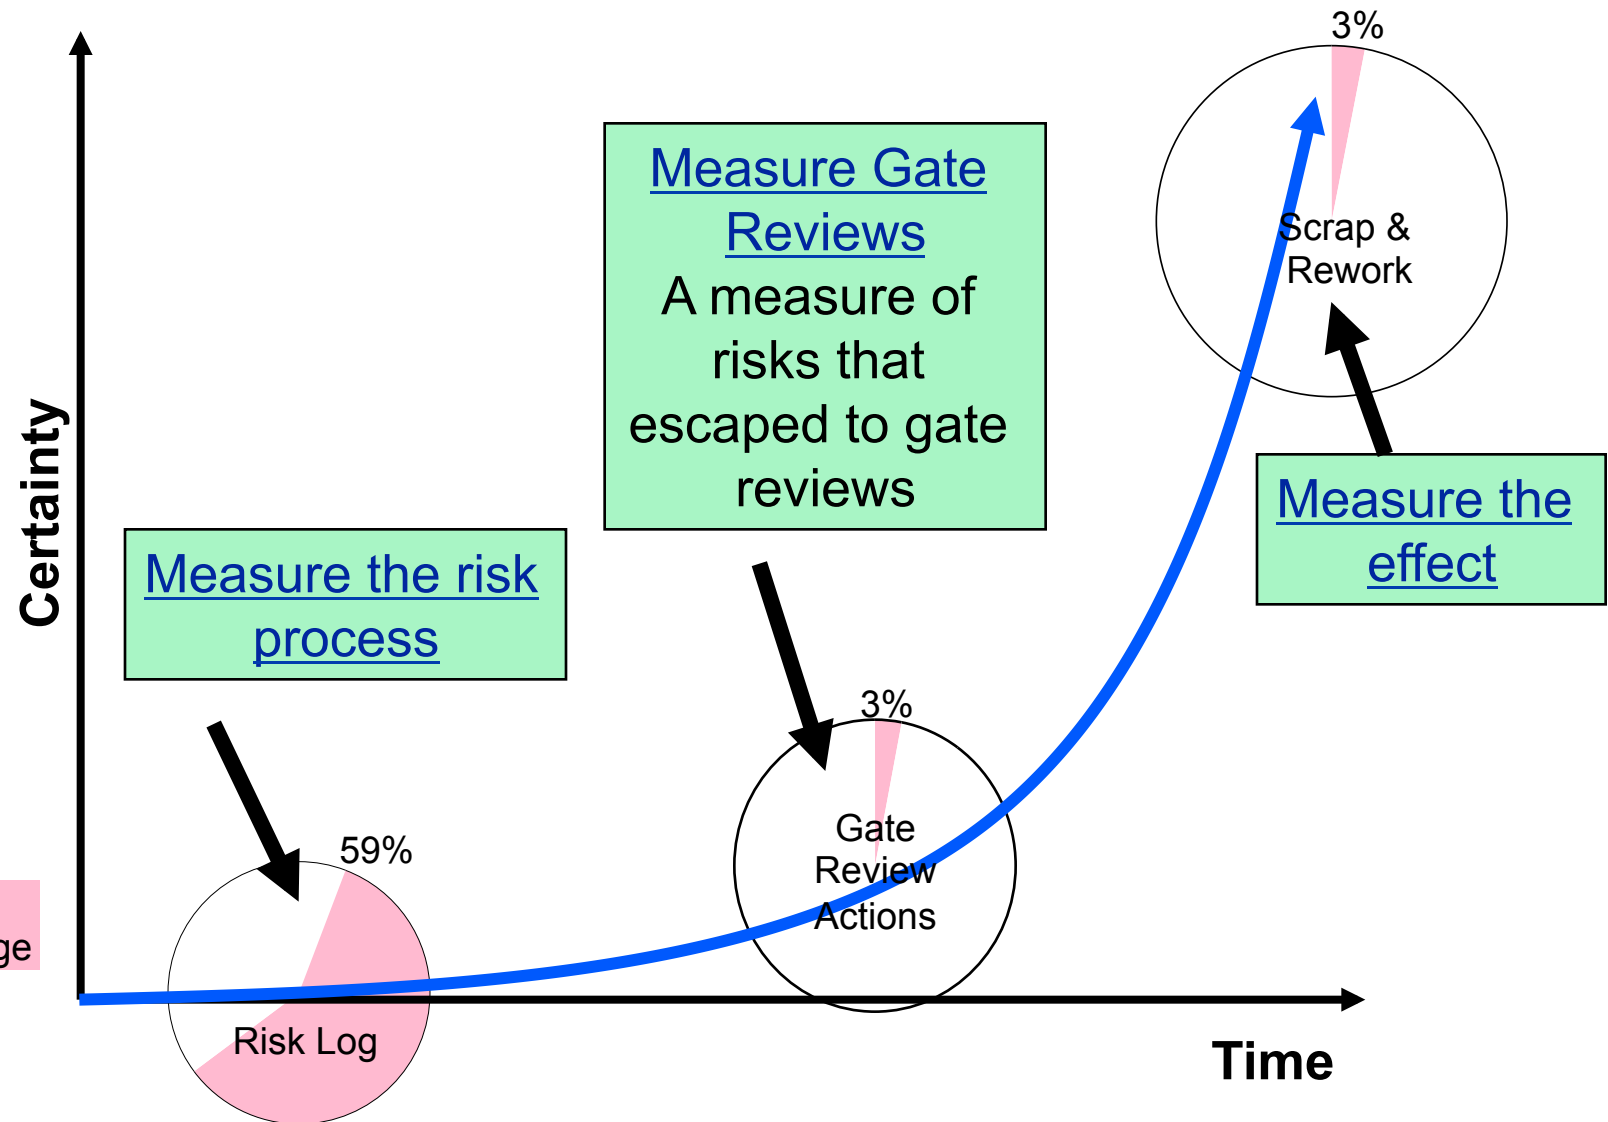 3%
Measure Gate
Reviews
A measure of
risks that
escaped to gate
reviews
Scrap &
Rework
Certainty
Measure the
effect
Measure the risk
process
3%
Gate
Review
Actions
59%
Risk Log
Time